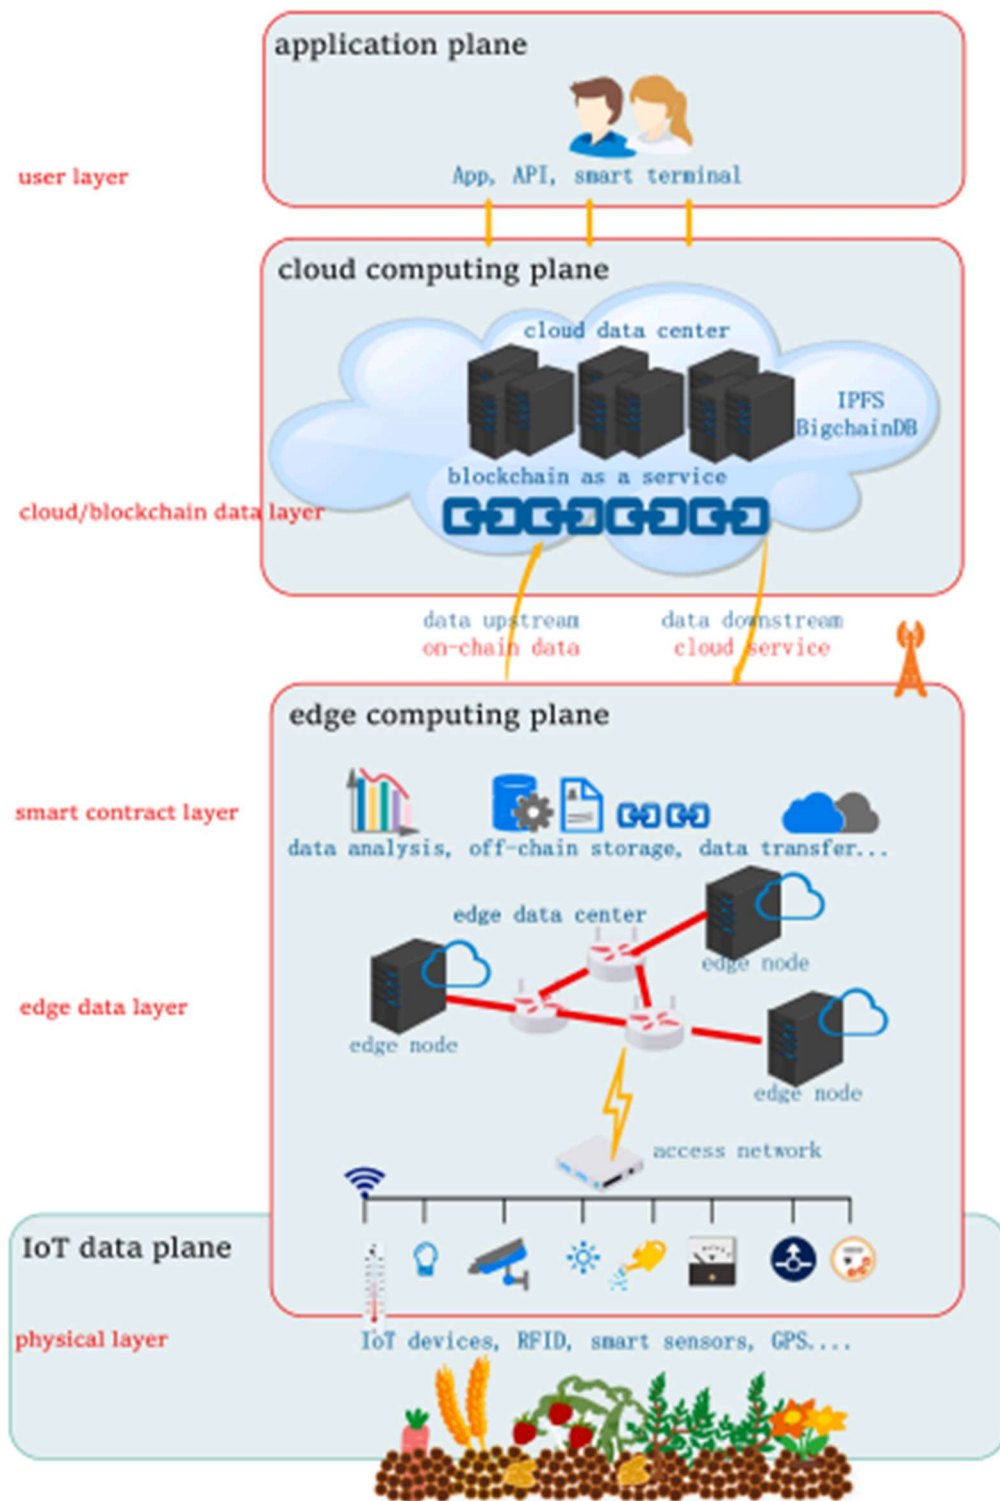 application plane
user layer
App, API, smart terminal
cloud computing plane
cloud data center
IPFS
BigchainDB
blockchain as a service
cloud/blockchain data layer
data upstream
on-chain data
data downstream
cloud service
edge computing plane
smart contract layer
data analysis, off-chain storage, data transfer...
edge data center
edge node
edge data layer
edge node
edge node
access network
IoT data plane
physical layer
IoT devices, RFID, smart sensors, GPS....